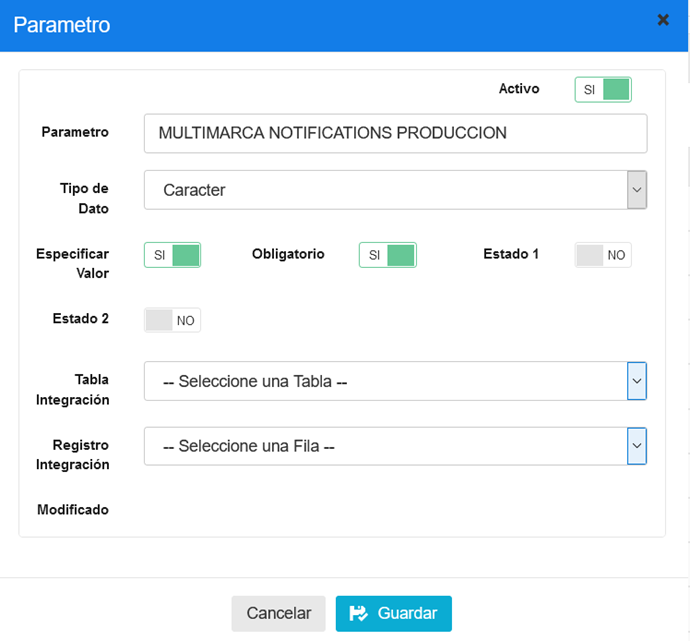 Parametro
Activo SI
Parametro MULTIMARCA NOTIFICATIONS PRODUCCION
Tipo de
Dato
Caracter
Especificar
Valor
SI Obligatorio SI Estado 1 NO
Estado 2 NO
Tabla
Integración
-- Seleccione una Tabla --
Registro
Integración
-- Seleccione una Fila --
Modificado
Cancelar Guardar